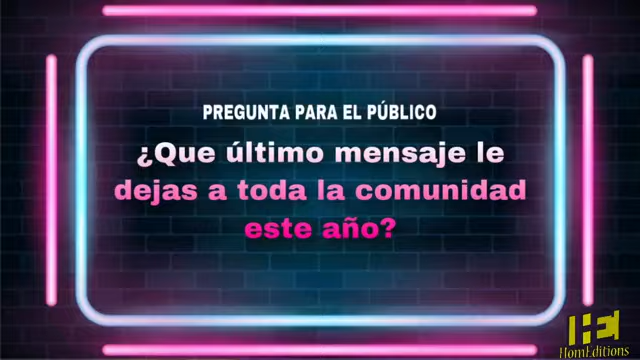 PREGUNTA PARA EL PÚBLICO
¿Que último mensaje le
dejas a toda la comunidad
este año?
HE
HomEditions